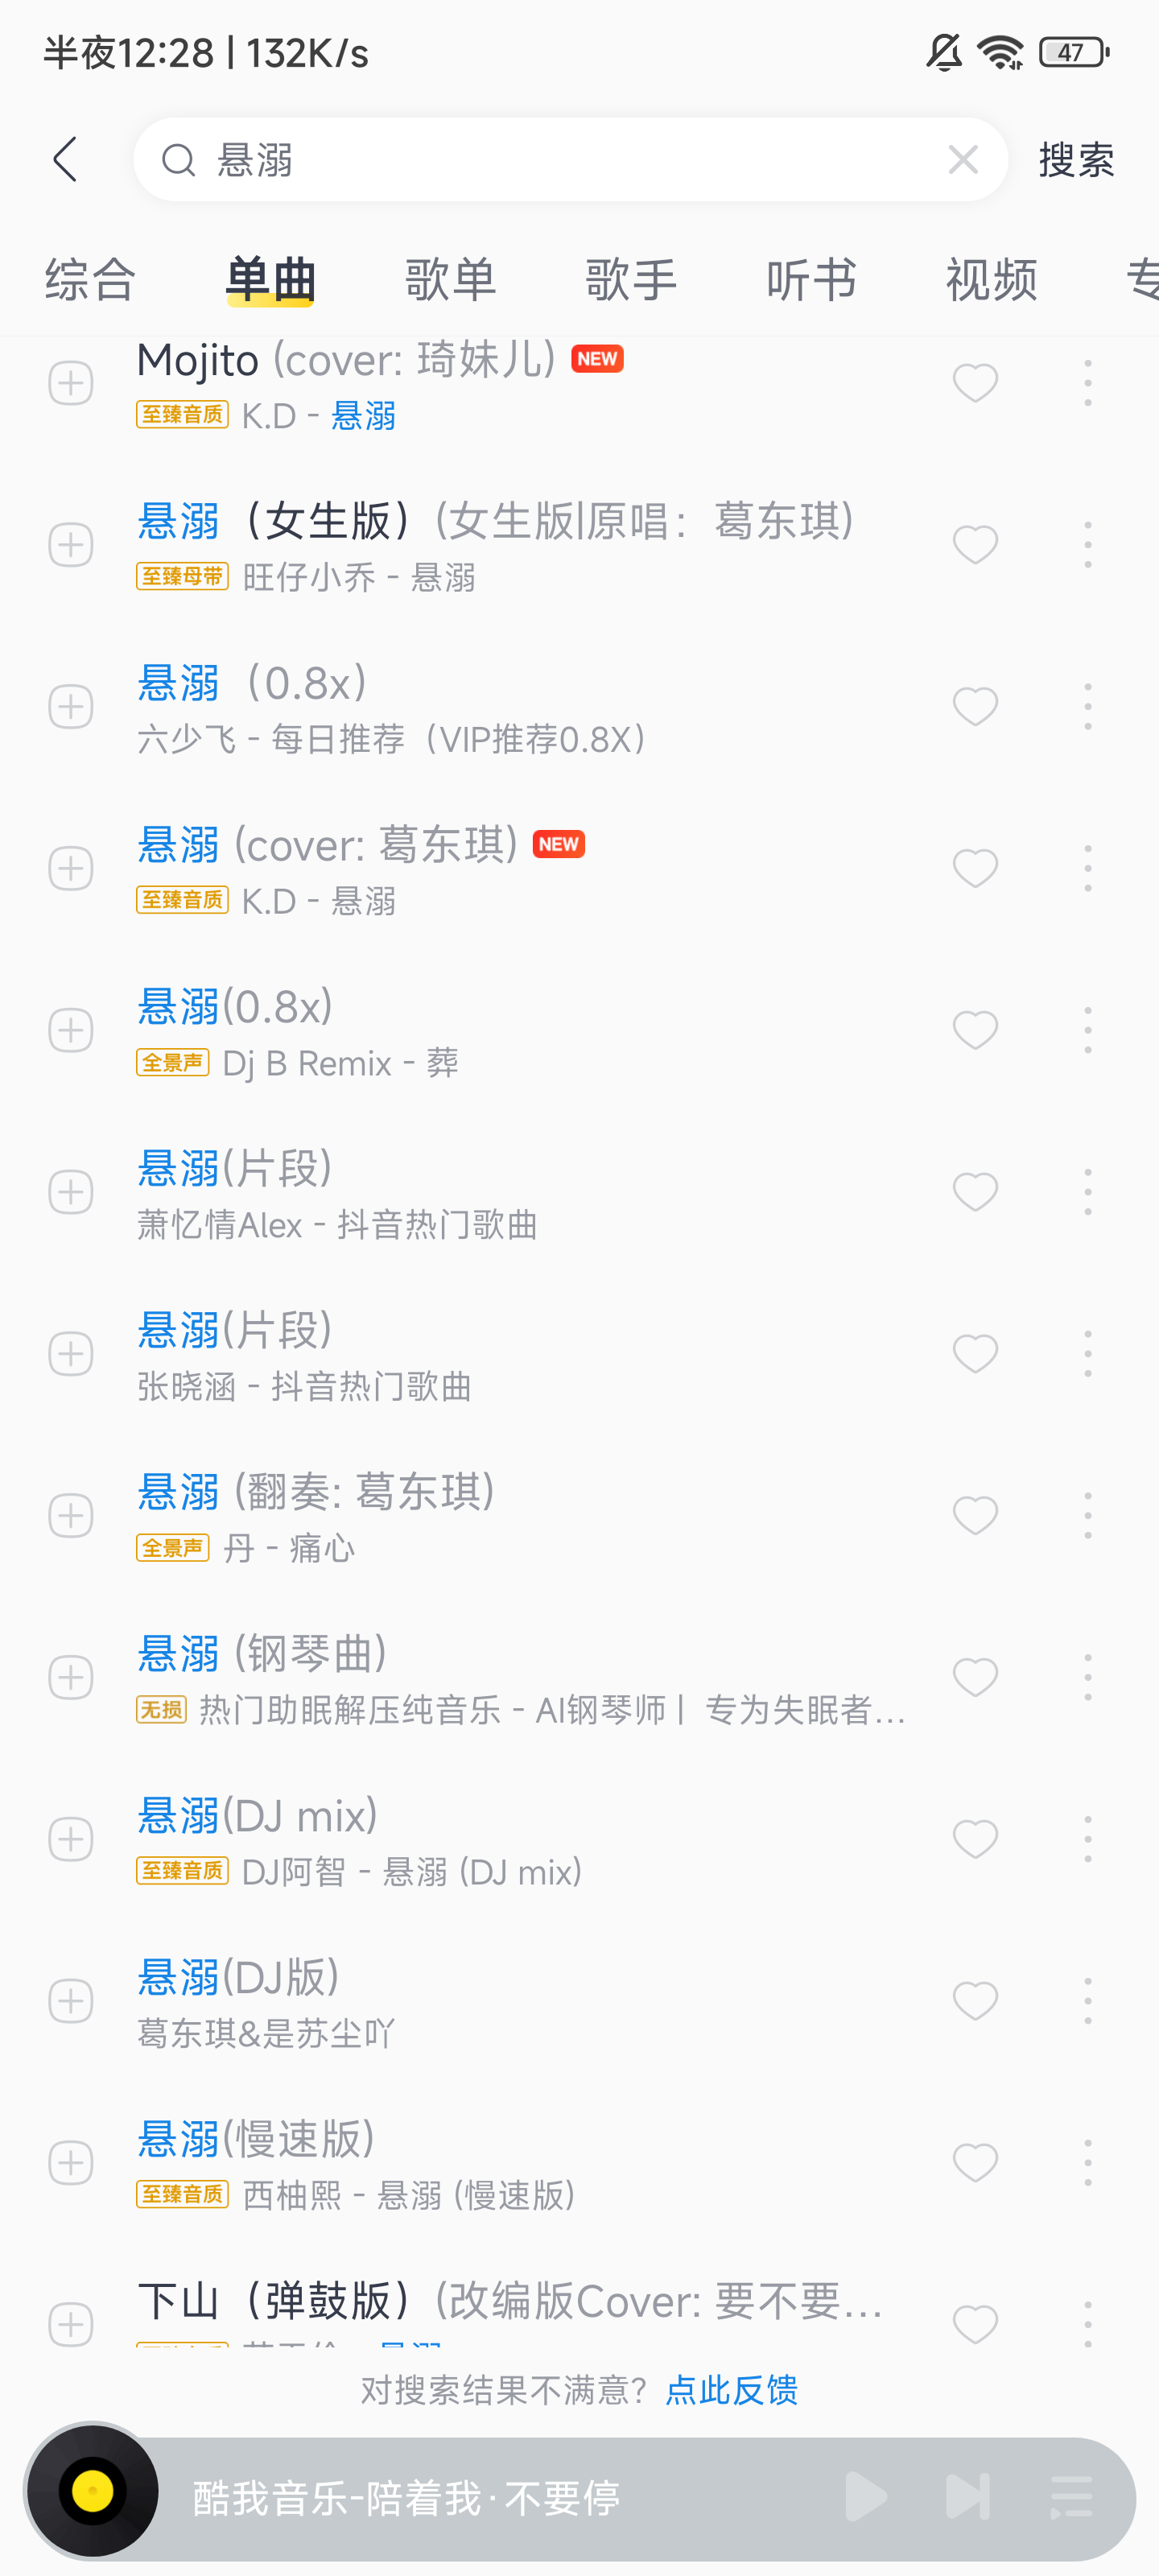 半夜12:28 | 132K/s
47
悬溺
搜索
综合 单曲 歌单 歌手 听书 视频 专
Mojito (cover: 琦妹儿) NEW
至臻音质 K.D - 悬溺
悬溺（女生版）(女生版|原唱：葛东琪)
至臻母带 旺仔小乔 - 悬溺
悬溺（0.8x）
六少飞 - 每日推荐（VIP推荐0.8X）
悬溺 (cover: 葛东琪) NEW
至臻音质 K.D - 悬溺
悬溺(0.8x)
全景声 Dj B Remix - 葬
悬溺(片段)
萧忆情Alex - 抖音热门歌曲
悬溺(片段)
张晓涵 - 抖音热门歌曲
悬溺 (翻奏: 葛东琪)
全景声 丹 - 痛心
悬溺 (钢琴曲)
无损 热门助眠解压纯音乐 - AI钢琴师丨 专为失眠者...
悬溺(DJ mix)
至臻音质 DJ阿智 - 悬溺 (DJ mix)
悬溺(DJ版)
葛东琪&是苏尘吖
悬溺(慢速版)
至臻音质 西柚熙 - 悬溺 (慢速版)
下山（弹鼓版）(改编版Cover: 要不要...
悬溺
对搜索结果不满意？点此反馈
酷我音乐-陪着我·不要停